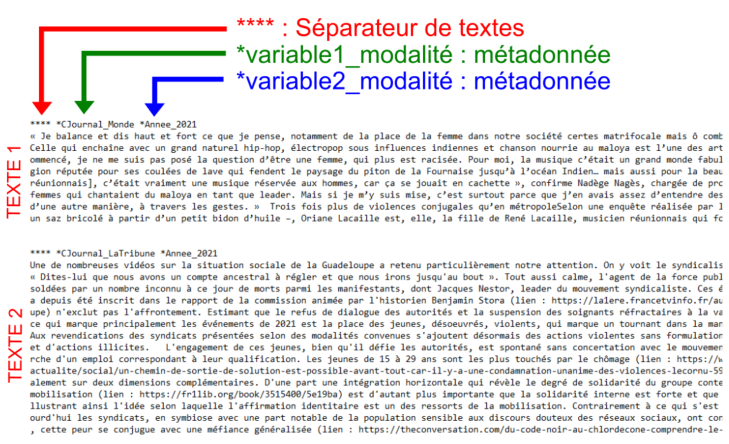 **** : Séparateur de textes
*variable1_modalité : métadonnée
*variable2_modalité : métadonnée
TEXTE 1
**** *CJournal_Monde *Annee_2021
« Je balance et dis haut et fort ce que je pense, notamment de la place de la femme dans notre société certes matrifocale mais ô comb
Celle qui enchaîne avec un grand naturel hip-hop, électropop sous influences indiennes et chanson nourrie au maloya est l’une des art
ommencé, je ne me suis pas posé la question d’être une femme, qui plus est racisée. Pour moi, la musique c’était un grand monde fabul
gion réputée pour ses coulées de lave qui fendent le paysage du piton de la Fournaise jusqu’à l’océan Indien… mais aussi pour la beau
réunionnais], c’était vraiment une musique réservée aux hommes, car ça se jouait en cachette », confirme Nadège Nagès, chargée de pro
femmes qui chantaient du maloya en tant que leader. Mais si je m’y suis mise, c’est surtout parce que j’en avais assez d’entendre des
d’une autre manière, à travers les gestes. »  Trois fois plus de violences conjugales qu’en métropoleSelon une enquête réalisée par l
un saz bricolé à partir d’un petit bidon d’huile –, Oriane Lacaille est, elle, la fille de René Lacaille, musicien réunionnais qui fc
TEXTE 2
**** *CJournal_LaTribune *Annee_2021
Une de nombreuses vidéos sur la situation sociale de la Guadeloupe a retenu particulièrement notre attention. On y voit le syndicalis
« Dites-lui que nous avons un compte ancestral à régler et que nous irons jusqu'au bout ». Tout aussi calme, l'agent de la force publ
soldées par un nombre inconnu à ce jour de morts parmi les manifestants, dont Jacques Nestor, leader du mouvement syndicaliste. Ces é
a depuis été inscrit dans le rapport de la commission animée par l'historien Benjamin Stora (lien : https://la1ere.francetvinfo.fr/au
upe) n'exclut pas l'affrontement. Estimant que le refus de dialogue des autorités et la suspension des soignants réfractaires à la va
ce qui marque principalement les événements de 2021 est la place des jeunes, désoeuvrés, violents, qui marque un tournant dans la man
Aux revendications des syndicats présentées selon des modalités convenues s'ajoutent désormais des actions violentes sans formulation
et d'actions illicites.   L'engagement de ces jeunes, bien qu'il défie les autorités, est spontané sans concertation avec le mouvemer
rche d'un emploi correspondant à leur qualification. Les jeunes de 15 à 29 ans sont les plus touchés par le chômage (lien : https://w
actualite/social/un-chemin-de-sortie-de-solution-est-possible-avant-tout-car-il-y-a-une-condamnation-unanime-des-violences-lecornu-59
alement sur deux dimensions complémentaires. D'une part une intégration horizontale qui révèle le degré de solidarité du groupe conte
mobilisation (lien : https://fr1lib.org/book/3515400/5e19ba) est d'autant plus importante que la solidarité interne est forte et que
llustrant ainsi l'idée selon laquelle l'affirmation identitaire est un des ressorts de la mobilisation. Contrairement à ce qui s'est
ourd'hui les syndicats, en symbiose avec une part notable de la population sensible aux discours douteux des réseaux sociaux, ont cor
, cette peur se conjugue avec une méfiance généralisée (lien : https://theconversation.com/du-code-noir-au-chlordecone-comprendre-le-